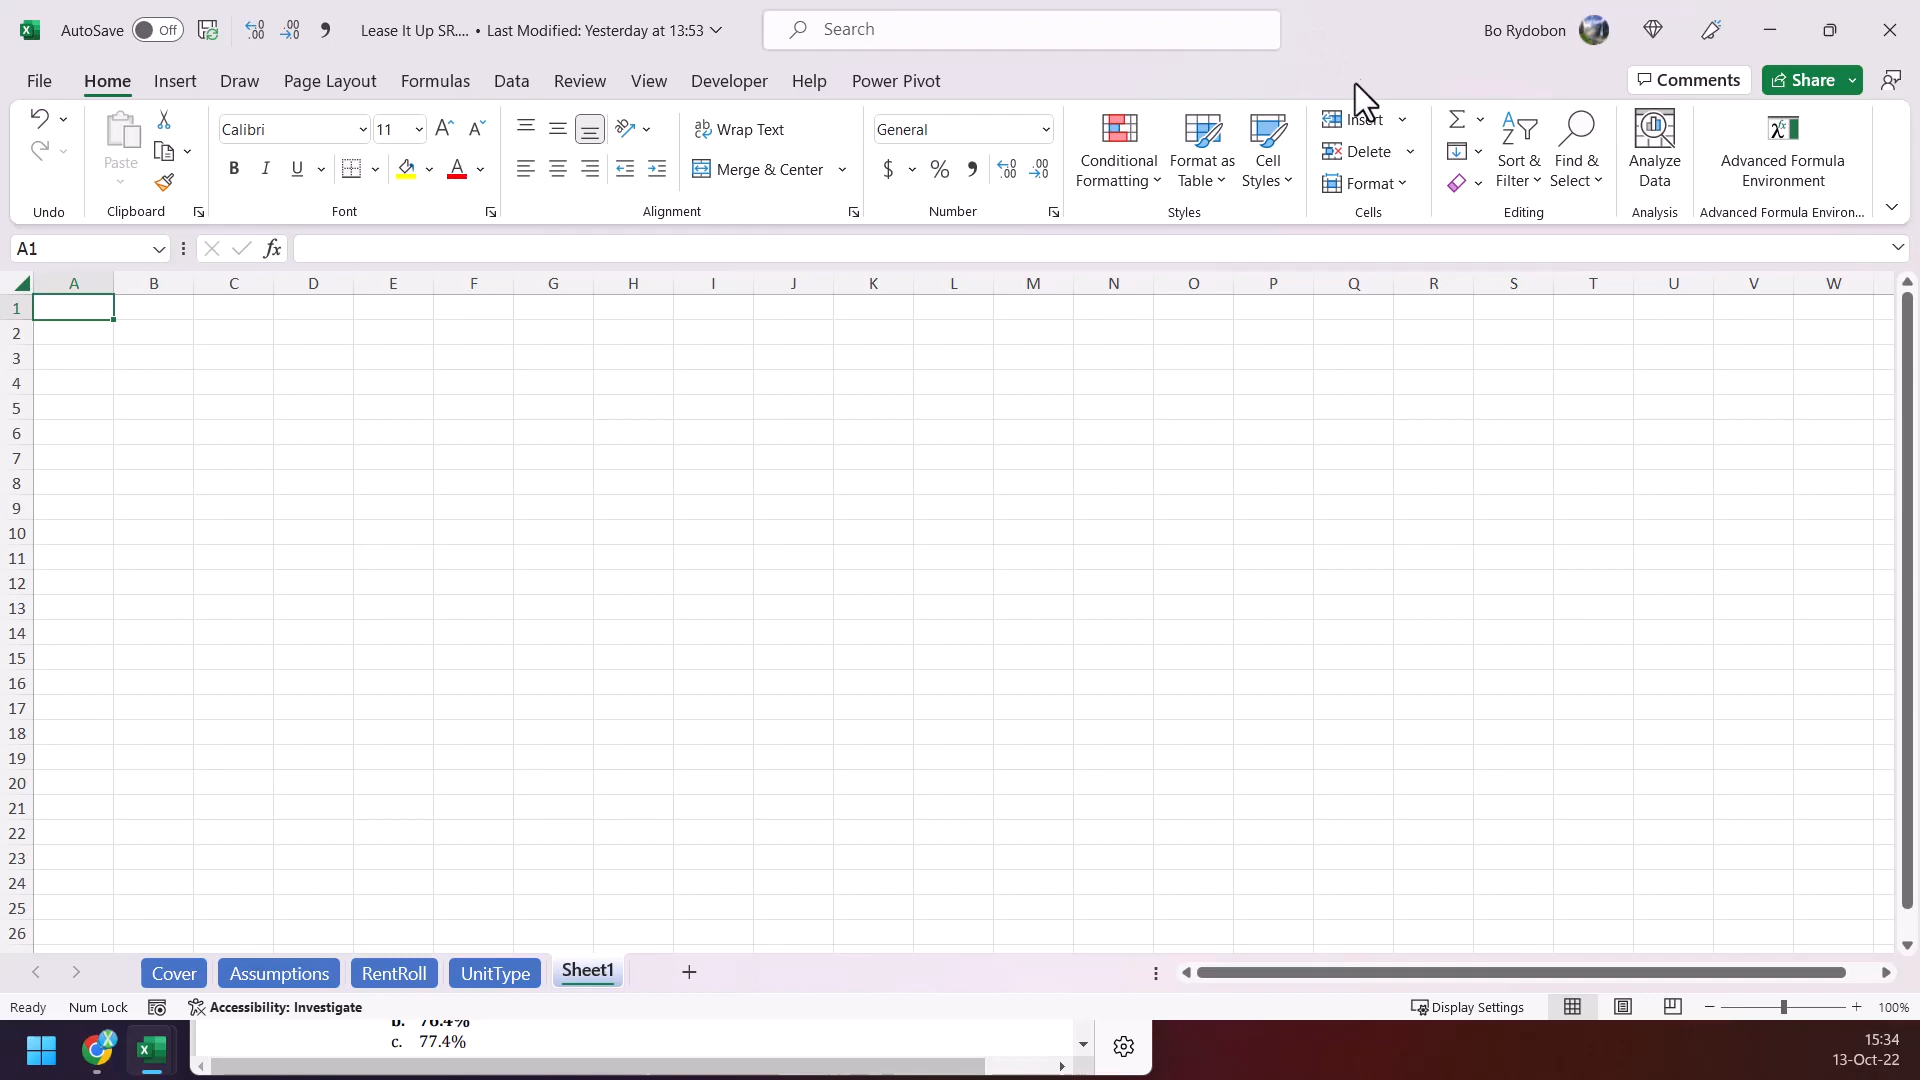 AutoSave Off Lease It Up SR.... • Last Modified: Yesterday at 13:53 Search Bo Rydobon
File Home Insert Draw Page Layout Formulas Data Review View Developer Help Power Pivot Comments Share
Calibri 11 Wrap Text General Insert
Paste B I U Merge & Center $ % Conditional Formatting Format as Table Cell Styles Delete Format Sort & Filter Find & Select Analyze Data Advanced Formula Environment
Undo Clipboard Font Alignment Number Styles Cells Editing Analysis Advanced Formula Environ...
A1 fx
A B C D E F G H I J K L M N O P Q R S T U V W
1
2
3
4
5
6
7
8
9
10
11
12
13
14
15
16
17
18
19
20
21
22
23
24
25
26
Cover Assumptions RentRoll UnitType Sheet1
Ready Num Lock Accessibility: Investigate Display Settings 100%
b. 76.4%
c. 77.4%
15:34
13-Oct-22